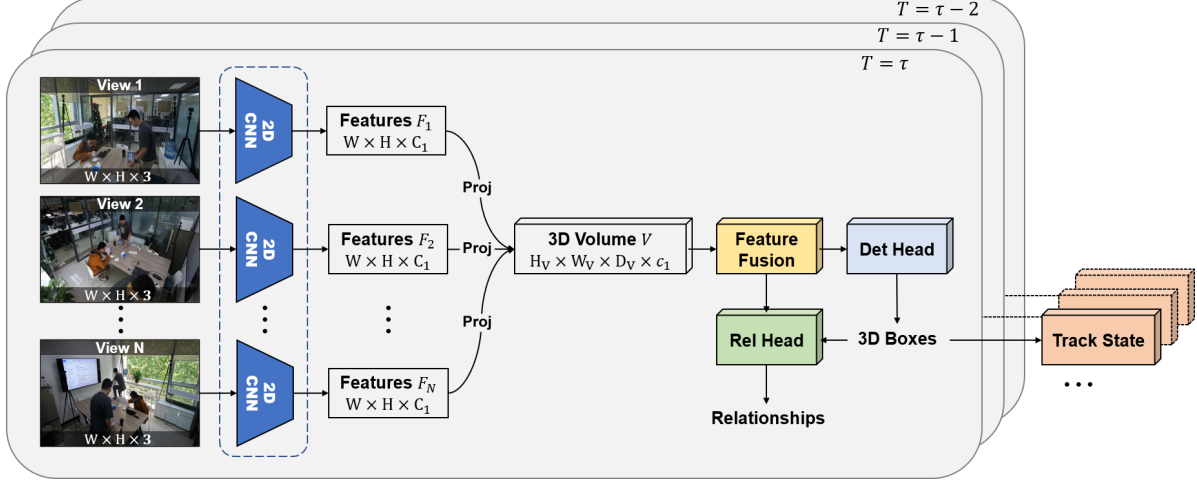 T = τ − 2
T = τ − 1
T = τ
View 1
W × H × 3
2D
CNN
Features F₁
W × H × C₁
Proj
View 2
W × H × 3
2D
CNN
Features F₂
W × H × C₁
Proj
3D Volume V
H_V × W_V × D_V × c₁
Feature
Fusion
Det Head
View N
W × H × 3
2D
CNN
Features F_N
W × H × C₁
Proj
Rel Head
3D Boxes
Track State
Relationships